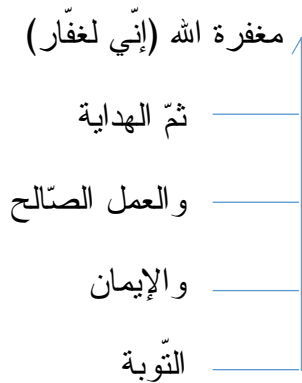 مغفرة الله (إنّي لغفّار)
ثمّ الهداية
والعمل الصّالح
والإيمان
التّوبة